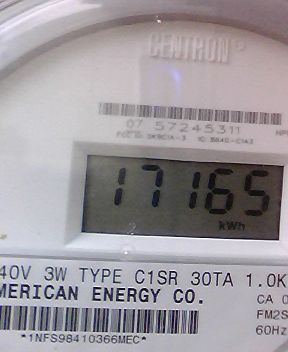 CENTRON®
07 57245311
17165
kWh
40V 3W TYPE C1SR 30TA 1.0K
MERICAN ENERGY CO.
CA 0
FM2S
60Hz
*1NFS98410366MEC*